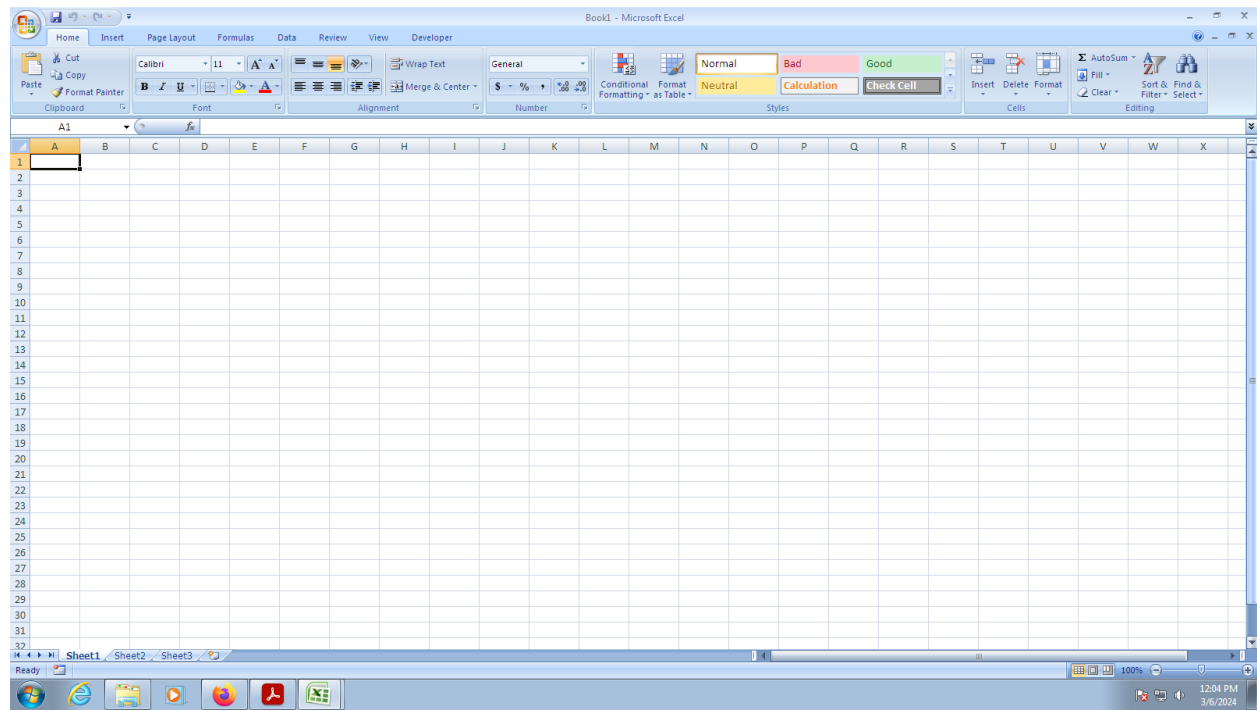 Book1 - Microsoft Excel
Home Insert Page Layout Formulas Data Review View Developer
Cut
Copy
Format Painter
Paste
Clipboard
Calibri 11
B I U
Font
Wrap Text
Merge & Center
Alignment
General
$ % ,
Number
Conditional Formatting
Format as Table
Normal Bad Good
Neutral Calculation Check Cell
Styles
Insert Delete Format
Cells
Σ AutoSum
Fill
Clear
Sort & Filter
Find & Select
Editing
A1 fx
A B C D E F G H I J K L M N O P Q R S T U V W X
1
2
3
4
5
6
7
8
9
10
11
12
13
14
15
16
17
18
19
20
21
22
23
24
25
26
27
28
29
30
31
32
Sheet1 Sheet2 Sheet3
Ready 100%
12:04 PM
3/6/2024